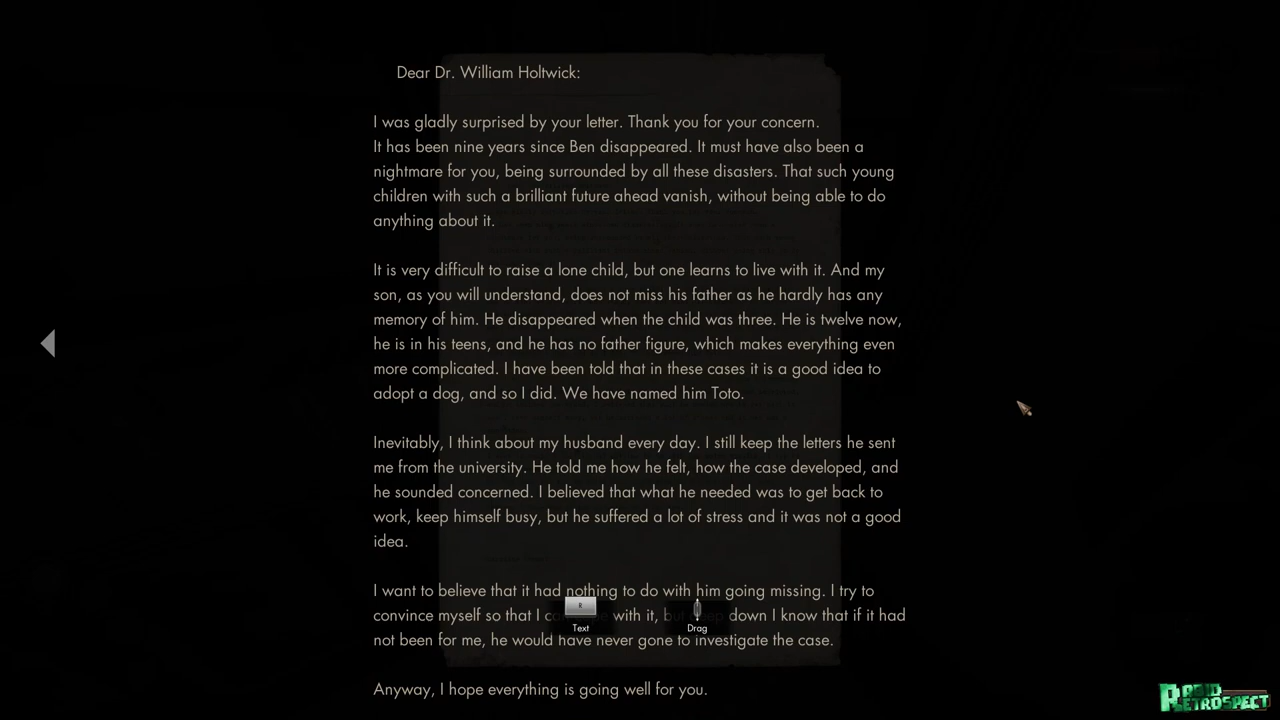 Dear Dr. William Holtwick:
I was gladly surprised by your letter. Thank you for your concern.
It has been nine years since Ben disappeared. It must have also been a
nightmare for you, being surrounded by all these disasters. That such young
children with such a brilliant future ahead vanish, without being able to do
anything about it.
It is very difficult to raise a lone child, but one learns to live with it. And my
son, as you will understand, does not miss his father as he hardly has any
memory of him. He disappeared when the child was three. He is twelve now,
he is in his teens, and he has no father figure, which makes everything even
more complicated. I have been told that in these cases it is a good idea to
adopt a dog, and so I did. We have named him Toto.
Inevitably, I think about my husband every day. I still keep the letters he sent
me from the university. He told me how he felt, how the case developed, and
he sounded concerned. I believed that what he needed was to get back to
work, keep himself busy, but he suffered a lot of stress and it was not a good
idea.
I want to believe that it had nothing to do with him going missing. I try to
convince myself so that I with it, but deep down I know that if it had
not been for me, he would have never gone to investigate the case.
Anyway, I hope everything is going well for you.
R
Text
Drag
RADIO
RETROSPECT